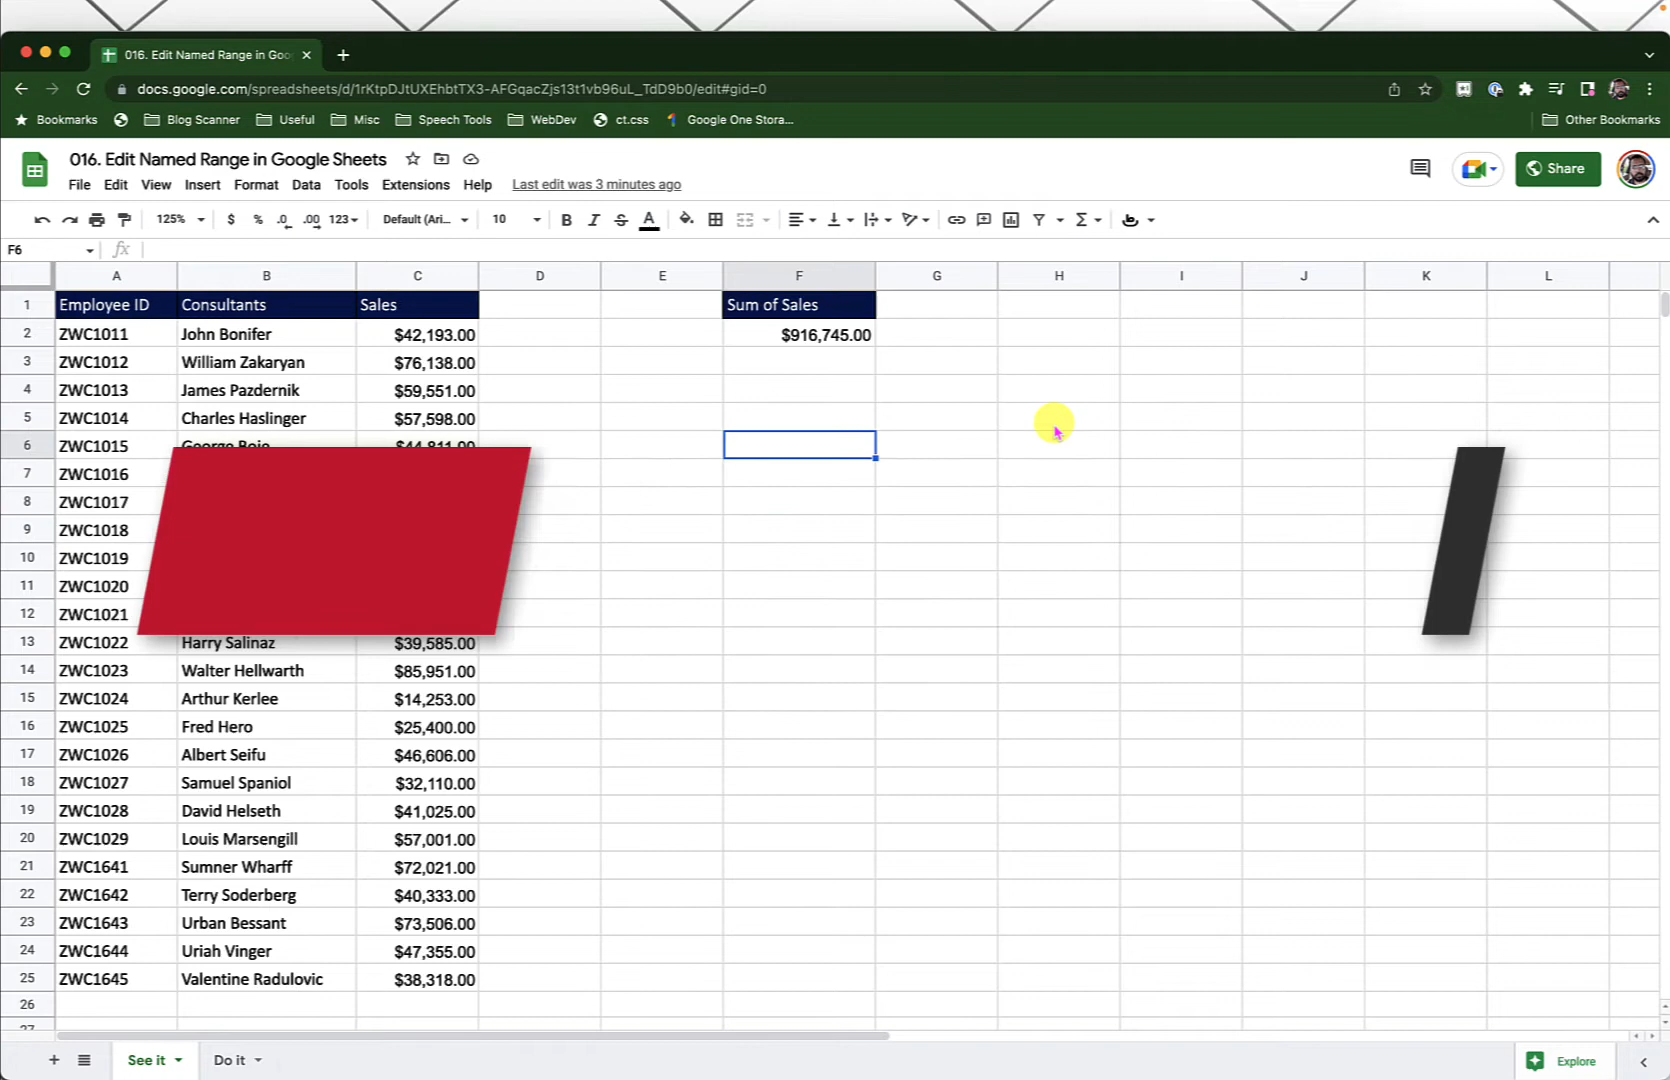 016. Edit Named Range in Goo
docs.google.com/spreadsheets/d/1rKtpDJtUXEhbtTX3-AFGqacZjs13t1vb96uL_TdD9b0/edit#gid=0
Bookmarks Blog Scanner Useful Misc Speech Tools WebDev ct.css Google One Stora... Other Bookmarks
016. Edit Named Range in Google Sheets
Share
File Edit View Insert Format Data Tools Extensions Help Last edit was 3 minutes ago
125% $ % .0 .00 123 Default (Ari... 10 B I S A Σ
F6 fx
A B C D E F G H I J K L
1 Employee ID Consultants Sales Sum of Sales
2 ZWC1011 John Bonifer $42,193.00 $916,745.00
3 ZWC1012 William Zakaryan $76,138.00
4 ZWC1013 James Pazdernik $59,551.00
5 ZWC1014 Charles Haslinger $57,598.00
6 ZWC1015 George $44,811.00
7 ZWC1016
8 ZWC1017
9 ZWC1018
10 ZWC1019
11 ZWC1020
12 ZWC1021
13 ZWC1022 Harry Salinaz $39,585.00
14 ZWC1023 Walter Hellwarth $85,951.00
15 ZWC1024 Arthur Kerlee $14,253.00
16 ZWC1025 Fred Hero $25,400.00
17 ZWC1026 Albert Seifu $46,606.00
18 ZWC1027 Samuel Spaniol $32,110.00
19 ZWC1028 David Helseth $41,025.00
20 ZWC1029 Louis Marsengill $57,001.00
21 ZWC1641 Sumner Wharff $72,021.00
22 ZWC1642 Terry Soderberg $40,333.00
23 ZWC1643 Urban Bessant $73,506.00
24 ZWC1644 Uriah Vinger $47,355.00
25 ZWC1645 Valentine Radulovic $38,318.00
26
27
See it Do it Explore